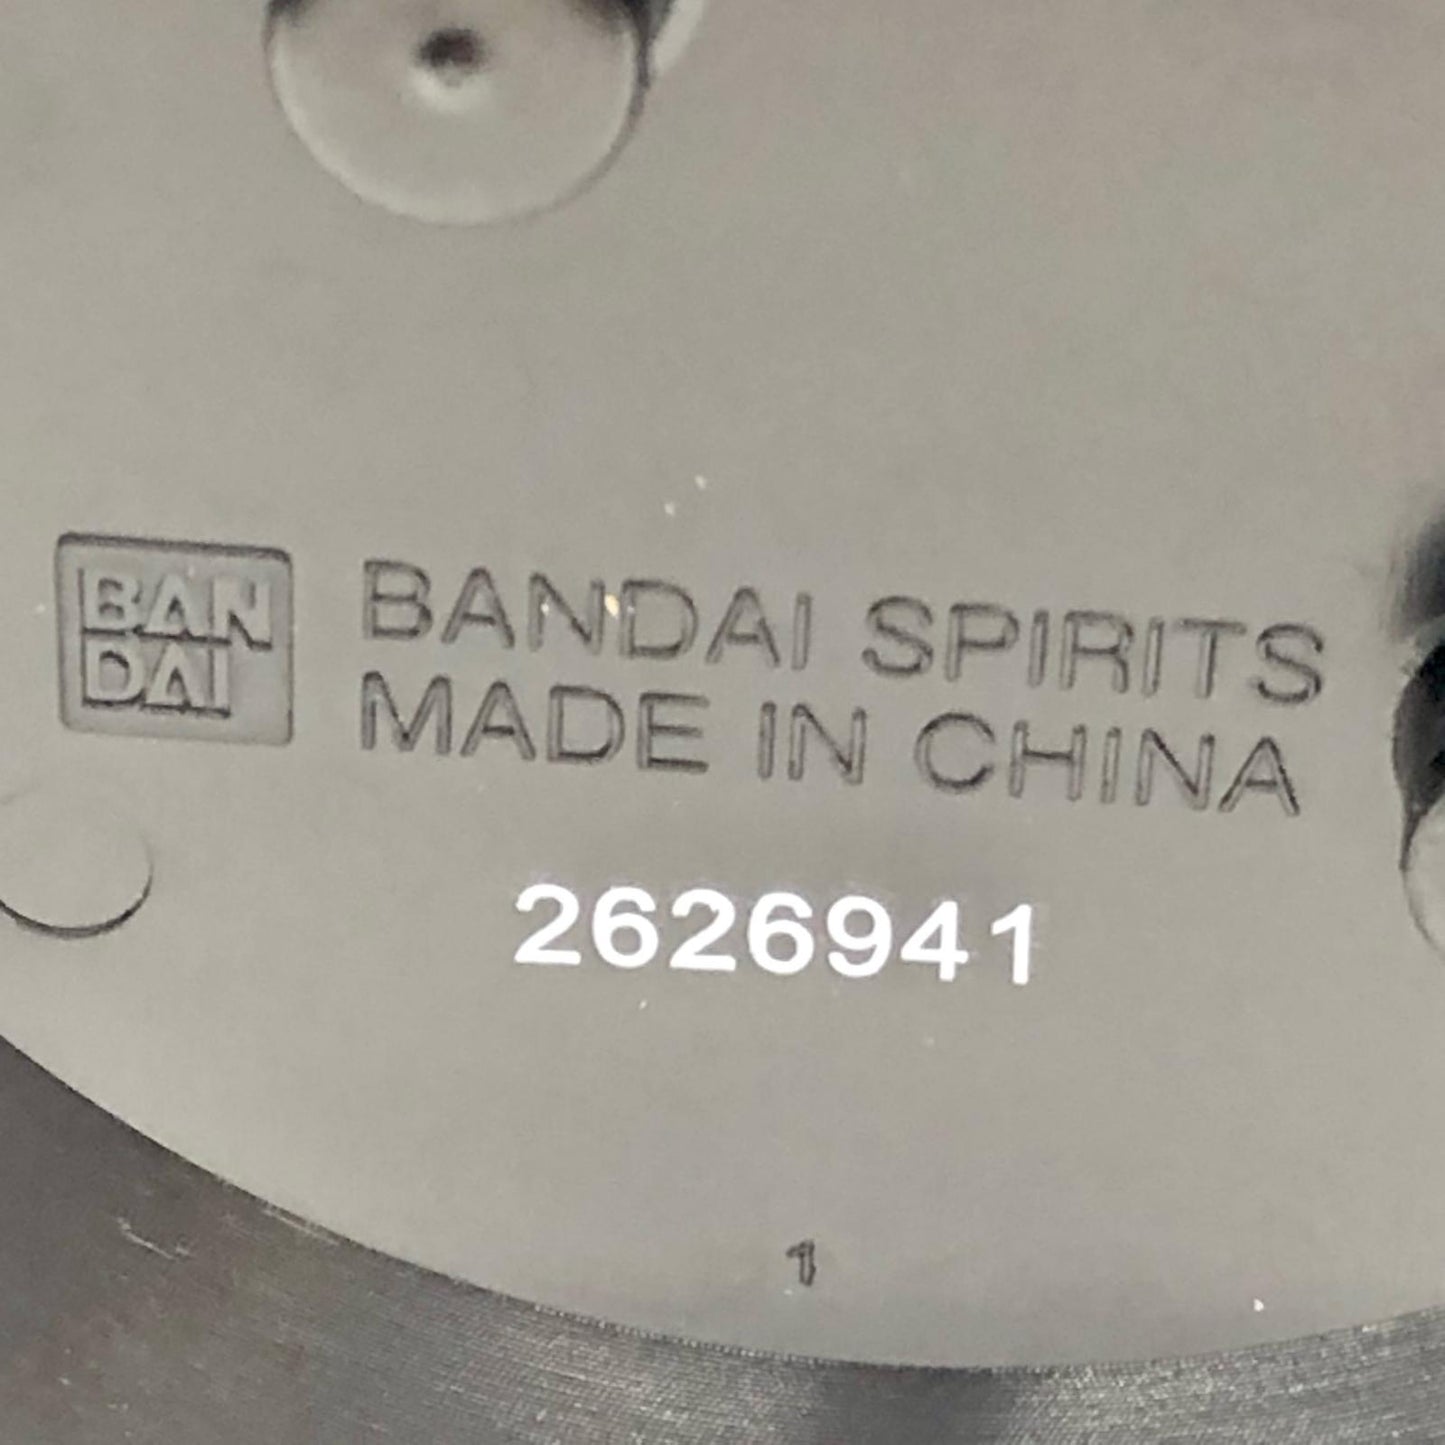 BAN
DAI
BANDAI SPIRITS
MADE IN CHINA
2626941
1